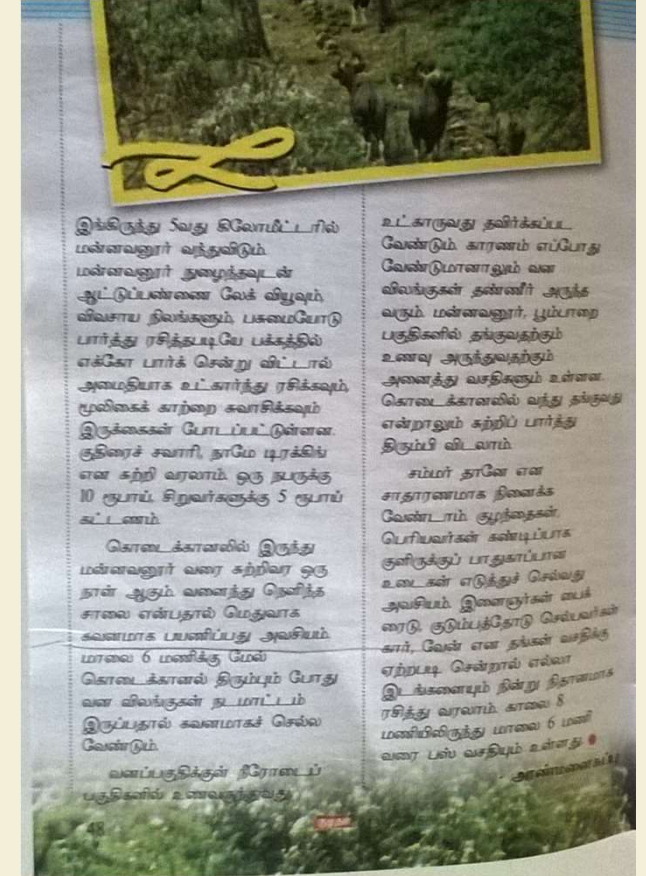 இங்கிருந்து 5வது கிலோமீட்டரில்
மன்னவனூர் வந்துவிடும்.
மன்னவனூர் நுழைந்தவுடன்
ஆட்டுப்பண்ணை லேக் வியூவும்,
விவசாய நிலங்களும், பசுமையோடு
பார்த்து ரசித்தபடியே பக்கத்தில்
எக்கோ பார்க் சென்று விட்டால்
அமைதியாக உட்கார்ந்து ரசிக்கவும்,
மூலிகைக் காற்றை சுவாசிக்கவும்
இருக்கைகள் போடப்பட்டுள்ளன.
குதிரைச் சவாரி, நாமே டிரக்கிங்
என சுற்றி வரலாம். ஒரு நபருக்கு
10 ரூபாய். சிறுவர்களுக்கு 5 ரூபாய்
கட்டணம்.
கொடைக்கானலில் இருந்து
மன்னவனூர் வரை சுற்றிவர ஒரு
நாள் ஆகும். வளைந்து நெளிந்த
சாலை என்பதால் மெதுவாக
கவனமாக பயணிப்பது அவசியம்.
மாலை 6 மணிக்கு மேல்
கொடைக்கானல் திரும்பும் போது
வன விலங்குகள் நடமாட்டம்
இருப்பதால் கவனமாகச் செல்ல
வேண்டும்.
வனப்பகுதிக்குள் நீரோடைப்
பகுதிகளில் உணவருந்துவது
உட்காருவது தவிர்க்கப்பட
வேண்டும். காரணம் எப்போது
வேண்டுமானாலும் வன
விலங்குகள் தண்ணீர் அருந்த
வரும். மன்னவனூர், பூம்பாறை
பகுதிகளில் தங்குவதற்கும்
உணவு அருந்துவதற்கும்
அனைத்து வசதிகளும் உள்ளன.
கொடைக்கானலில் வந்து தங்குவது
என்றாலும் சுற்றிப் பார்த்து
திரும்பி விடலாம்.
சம்மர் தானே என
சாதாரணமாக நினைக்க
வேண்டாம். குழந்தைகள்
பெரியவர்கள் கண்டிப்பாக
குளிருக்குப் பாதுகாப்பான
உடைகள் எடுத்துச் செல்வது
அவசியம். இளைஞர்கள் பைக்
ரைடு, குடும்பத்தோடு செல்பவர்கள்
கார், வேன் என தங்கள் வசதிக்கு
ஏற்றபடி சென்றால் எல்லா
இடங்களையும் நின்று நிதானமாக
ரசித்து வரலாம். காலை 8
மணியிலிருந்து மாலை 6 மணி
வரை பஸ் வசதியும் உள்ளது.
- அரண்மனைசுப்பு
48